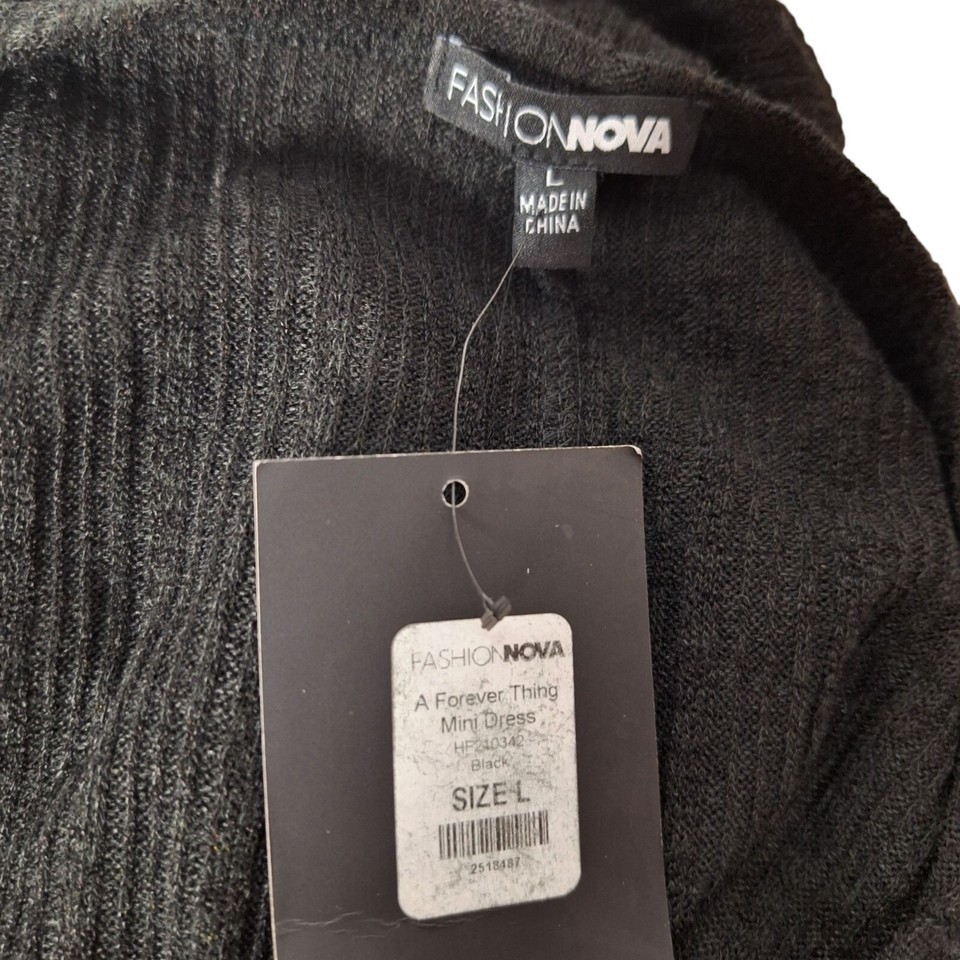 FASHIONNOVA
L
MADE IN
CHINA
FASHIONNOVA
A Forever Thing
Mini Dress
HF210342
Black
SIZE L
2518487